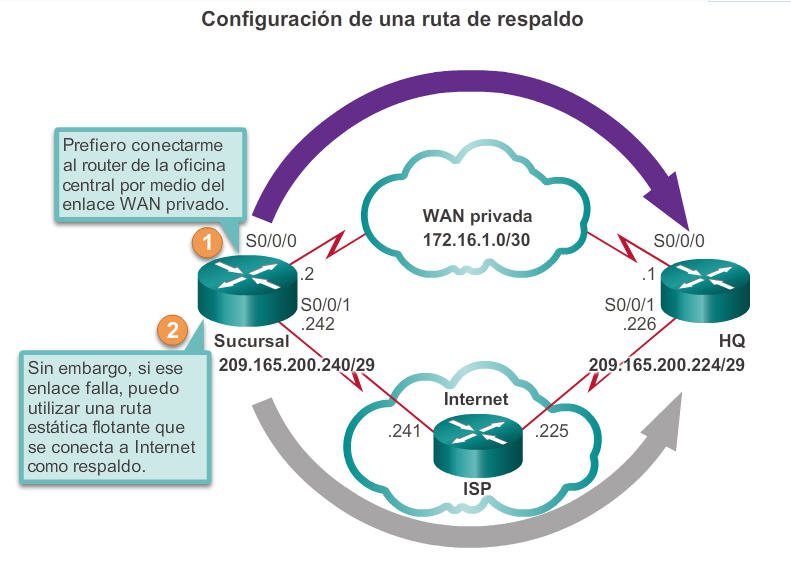 Configuración de una ruta de respaldo
Prefiero conectarme
al router de la oficina
central por medio del
enlace WAN privado.
1
S0/0/0
WAN privada
172.16.1.0/30
S0/0/0
.2
.1
S0/0/1
.242
S0/0/1
.226
2
Sucursal
HQ
209.165.200.240/29
209.165.200.224/29
Sin embargo, si ese
enlace falla, puedo
utilizar una ruta
estática flotante que
se conecta a Internet
como respaldo.
Internet
.241
.225
ISP